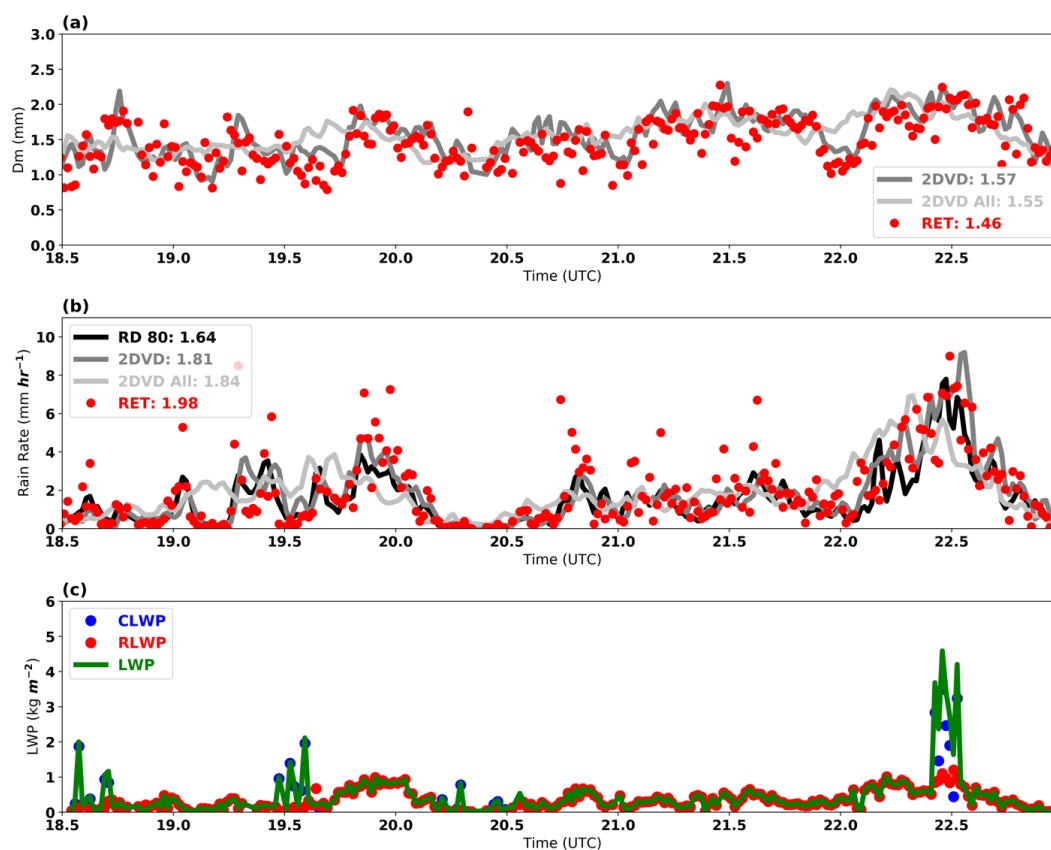 (a)
3.0
2.5
2.0
1.5
1.0
0.5
0.0
Dm (mm)
2DVD: 1.57
2DVD All: 1.55
RET: 1.46
18.5 19.0 19.5 20.0 20.5 21.0 21.5 22.0 22.5
Time (UTC)
(b)
10
8
6
4
2
0
Rain Rate (mm hr⁻¹)
RD 80: 1.64
2DVD: 1.81
2DVD All: 1.84
RET: 1.98
18.5 19.0 19.5 20.0 20.5 21.0 21.5 22.0 22.5
Time (UTC)
(c)
6
5
4
3
2
1
0
LWP (kg m⁻²)
CLWP
RLWP
LWP
18.5 19.0 19.5 20.0 20.5 21.0 21.5 22.0 22.5
Time (UTC)